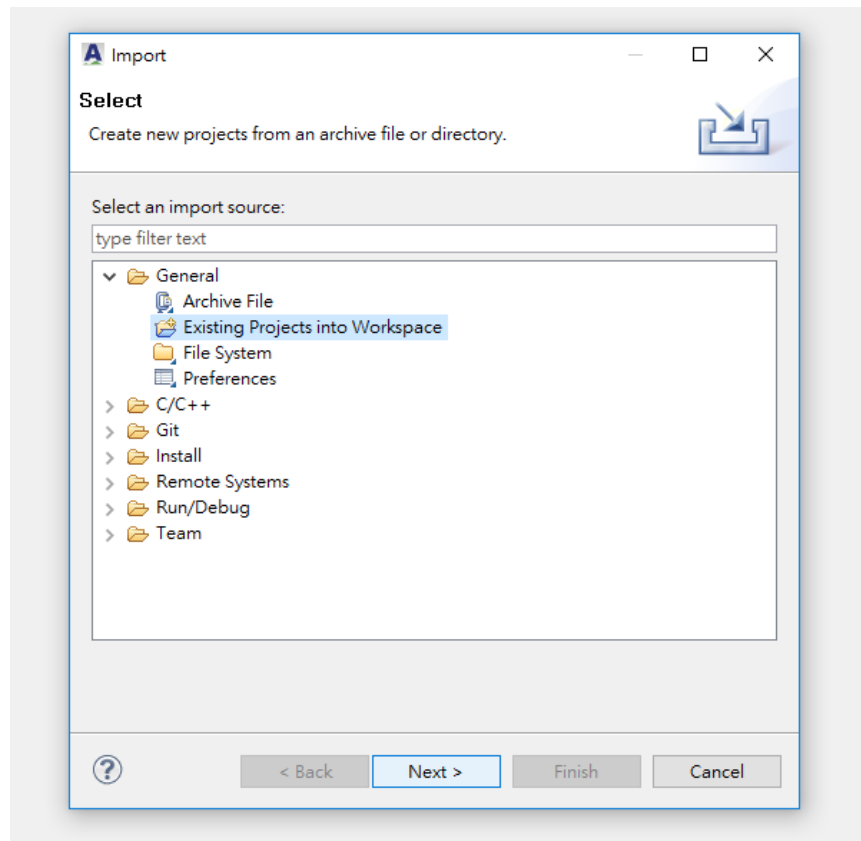 Import
Select
Create new projects from an archive file or directory.
Select an import source:
type filter text
General
Archive File
Existing Projects into Workspace
File System
Preferences
C/C++
Git
Install
Remote Systems
Run/Debug
Team
< Back Next > Finish Cancel